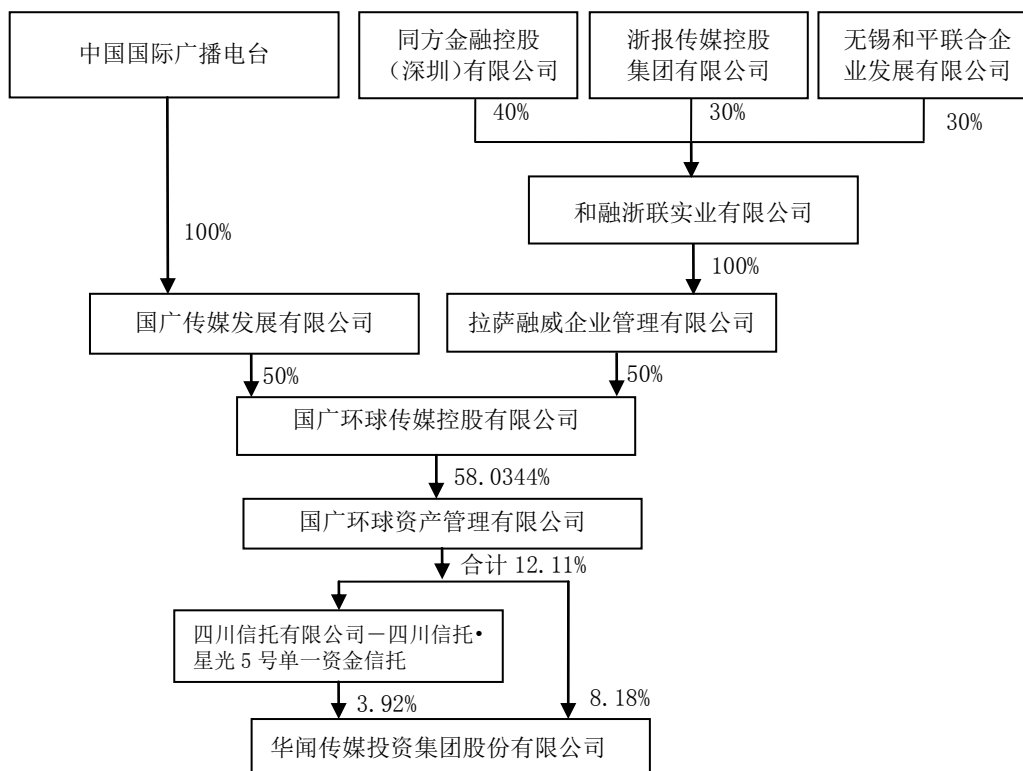 中国国际广播电台
同方金融控股
（深圳）有限公司
浙报传媒控股
集团有限公司
无锡和平联合企
业发展有限公司
40%
30%
30%
和融浙联实业有限公司
100%
100%
国广传媒发展有限公司
拉萨融威企业管理有限公司
50%
50%
国广环球传媒控股有限公司
58.0344%
国广环球资产管理有限公司
合计 12.11%
四川信托有限公司－四川信托•
星光 5 号单一资金信托
3.92%
8.18%
华闻传媒投资集团股份有限公司